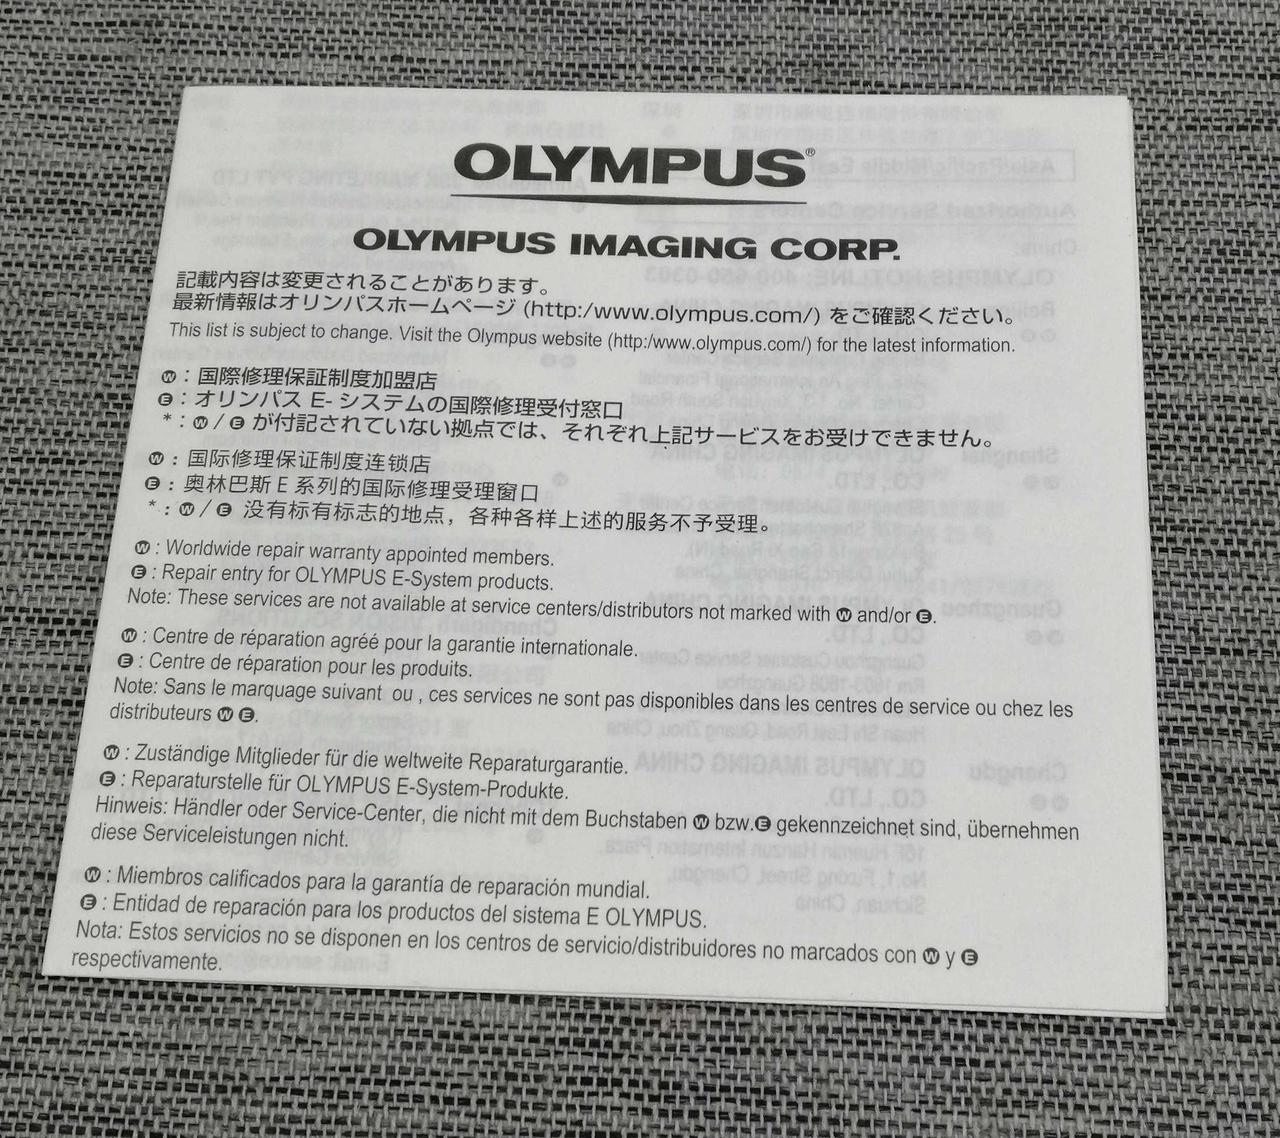 OLYMPUS®
OLYMPUS IMAGING CORP.
記載内容は変更されることがあります。
最新情報はオリンパスホームページ (http:/www.olympus.com/) をご確認ください。
This list is subject to change. Visit the Olympus website (http:/www.olympus.com/) for the latest information.
Ⓦ : 国際修理保証制度加盟店
Ⓔ : オリンパス E- システムの国際修理受付窓口
* : Ⓦ / Ⓔ が付記されていない拠点では、それぞれ上記サービスをお受けできません。
Ⓦ : 国际修理保证制度连锁店
Ⓔ : 奥林巴斯 E 系列的国际修理受理窗口
* : Ⓦ / Ⓔ 没有标有标志的地点，各种各样上述的服务不予受理。
Ⓦ : Worldwide repair warranty appointed members.
Ⓔ : Repair entry for OLYMPUS E-System products.
Note: These services are not available at service centers/distributors not marked with Ⓦ and/or Ⓔ.
Ⓦ : Centre de réparation agréé pour la garantie internationale.
Ⓔ : Centre de réparation pour les produits.
Note: Sans le marquage suivant ou , ces services ne sont pas disponibles dans les centres de service ou chez les
distributeurs Ⓦ Ⓔ.
Ⓦ : Zuständige Mitglieder für die weltweite Reparaturgarantie.
Ⓔ : Reparaturstelle für OLYMPUS E-System-Produkte.
Hinweis: Händler oder Service-Center, die nicht mit dem Buchstaben Ⓦ bzw.Ⓔ gekennzeichnet sind, übernehmen
diese Serviceleistungen nicht.
Ⓦ : Miembros calificados para la garantía de reparación mundial.
Ⓔ : Entidad de reparación para los productos del sistema E OLYMPUS.
Nota: Estos servicios no se disponen en los centros de servicio/distribuidores no marcados con Ⓦ y Ⓔ
respectivamente.